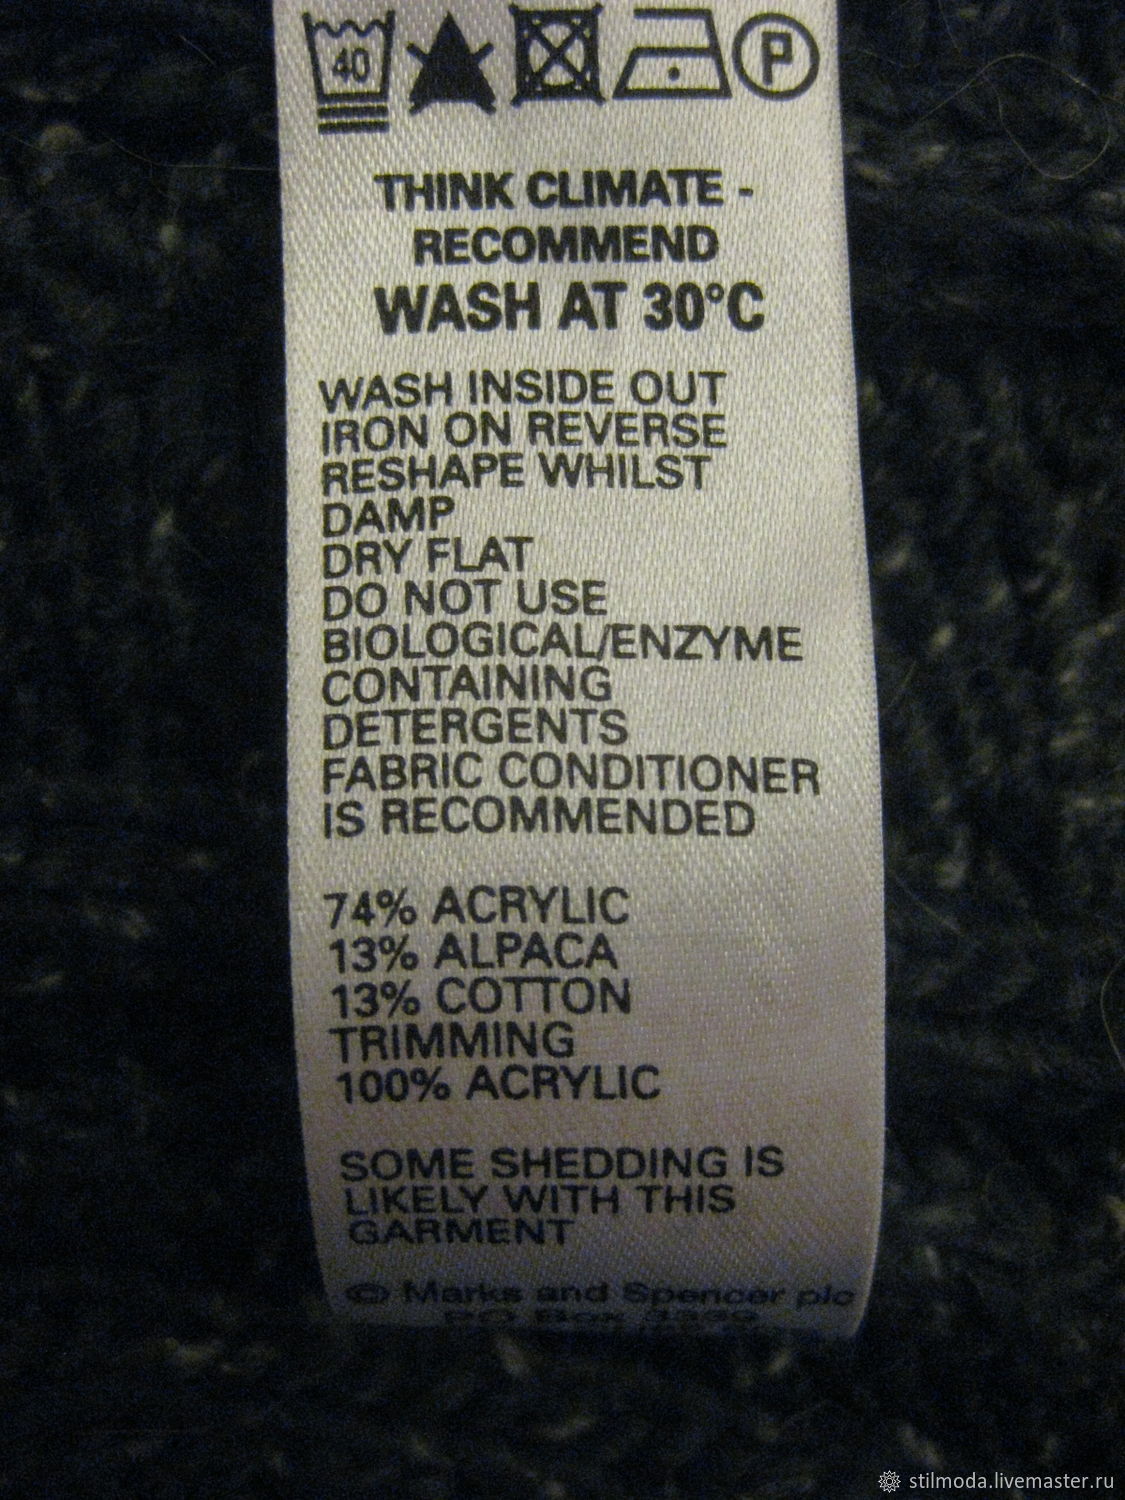 40
P
THINK CLIMATE -
RECOMMEND
WASH AT 30°C
WASH INSIDE OUT
IRON ON REVERSE
RESHAPE WHILST
DAMP
DRY FLAT
DO NOT USE
BIOLOGICAL/ENZYME
CONTAINING
DETERGENTS
FABRIC CONDITIONER
IS RECOMMENDED
74% ACRYLIC
13% ALPACA
13% COTTON
TRIMMING
100% ACRYLIC
SOME SHEDDING IS
LIKELY WITH THIS
GARMENT
© Marks and Spencer plc
PO Box
stilmoda.livemaster.ru